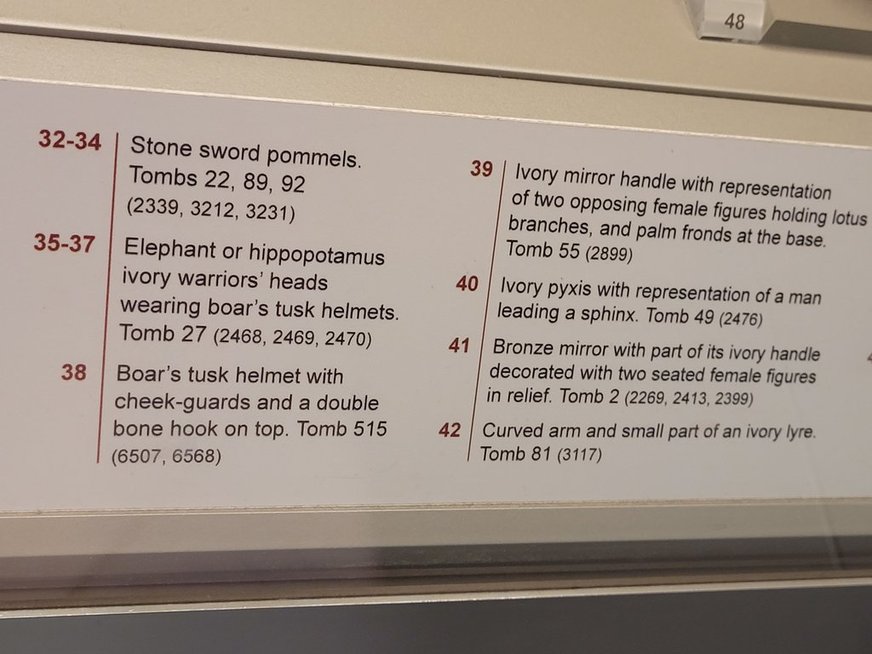 48
32-34 Stone sword pommels.
Tombs 22, 89, 92
(2339, 3212, 3231)
35-37 Elephant or hippopotamus
ivory warriors' heads
wearing boar's tusk helmets.
Tomb 27 (2468, 2469, 2470)
38 Boar's tusk helmet with
cheek-guards and a double
bone hook on top. Tomb 515
(6507, 6568)
39 Ivory mirror handle with representation
of two opposing female figures holding lotus
branches, and palm fronds at the base.
Tomb 55 (2899)
40 Ivory pyxis with representation of a man
leading a sphinx. Tomb 49 (2476)
41 Bronze mirror with part of its ivory handle
decorated with two seated female figures
in relief. Tomb 2 (2269, 2413, 2399)
42 Curved arm and small part of an ivory lyre.
Tomb 81 (3117)